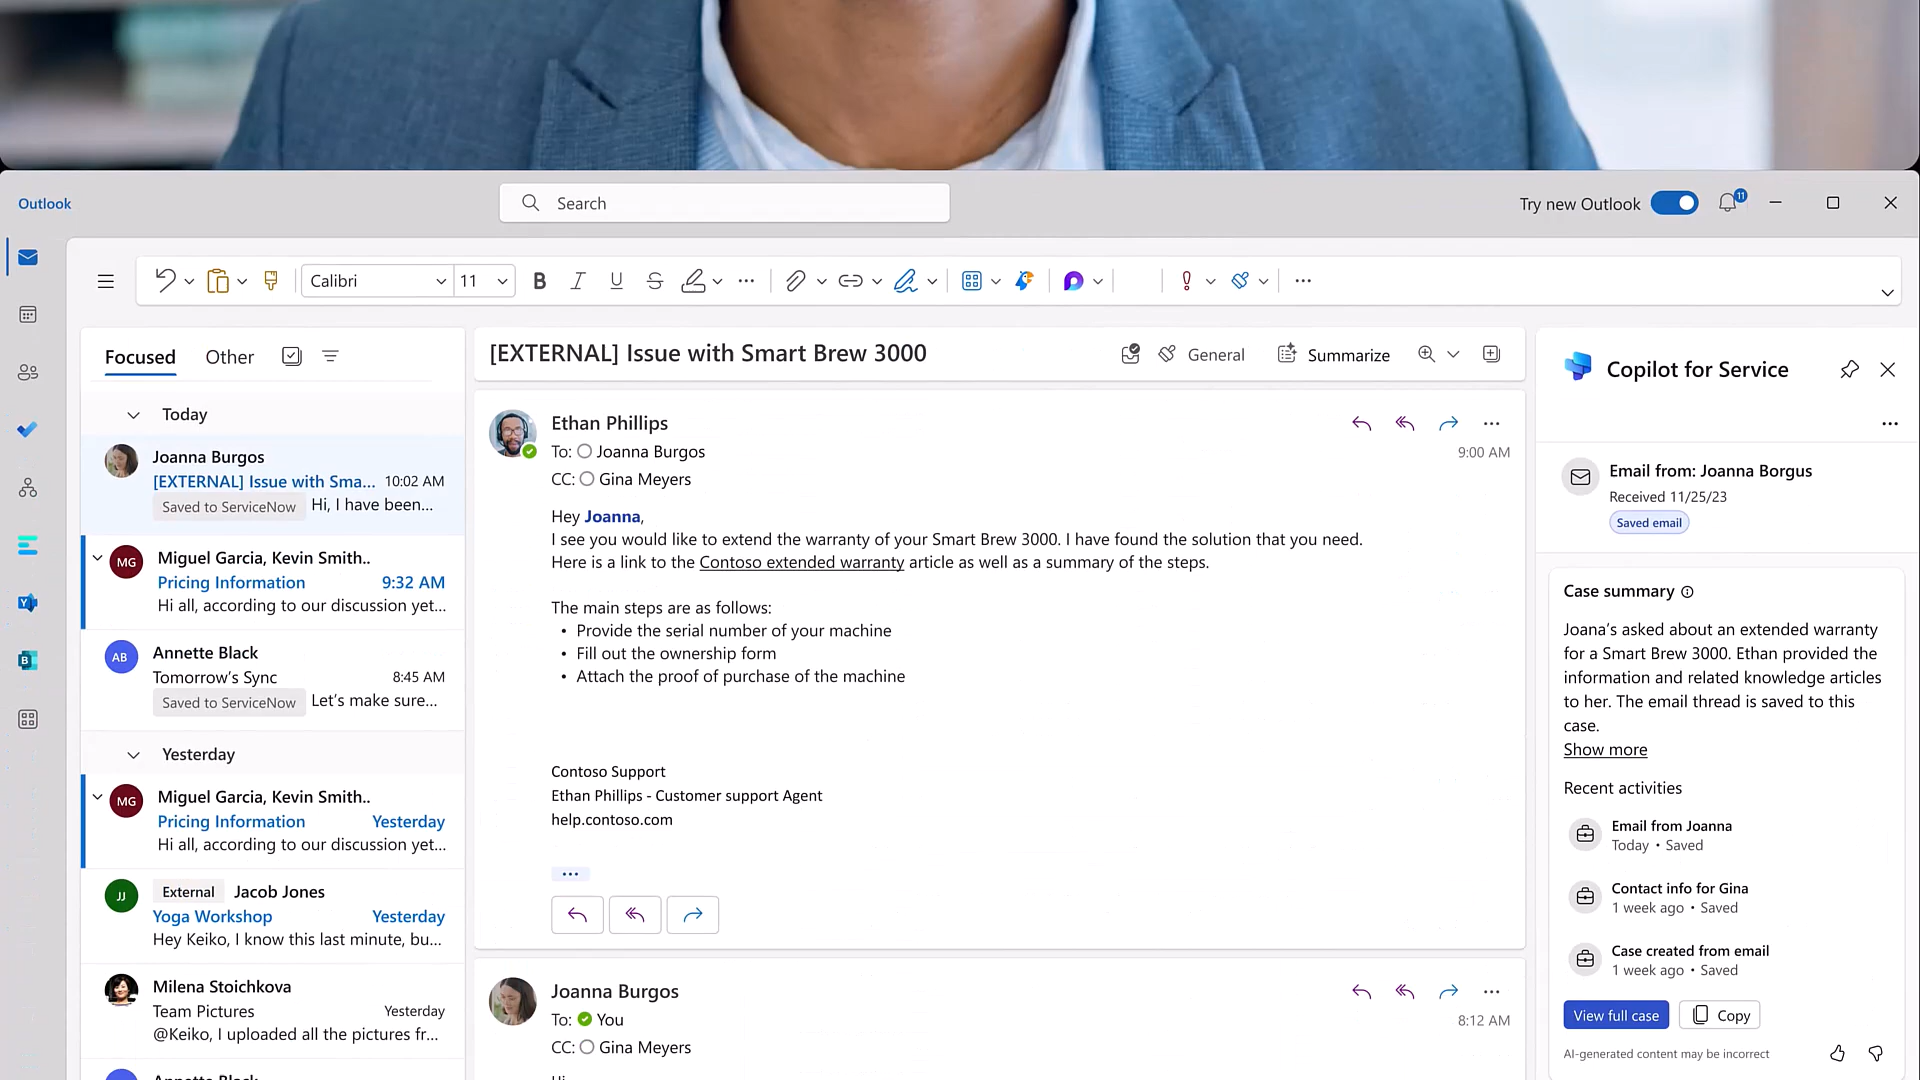 Outlook
Search
Try new Outlook
11
Calibri
11
B
I
U
S
Focused
Other
Today
Joanna Burgos
[EXTERNAL] Issue with Sma...
10:02 AM
Saved to ServiceNow
Hi, I have been...
MG
Miguel Garcia, Kevin Smith..
Pricing Information
9:32 AM
Hi all, according to our discussion yet...
AB
Annette Black
Tomorrow's Sync
8:45 AM
Saved to ServiceNow
Let's make sure...
Yesterday
MG
Miguel Garcia, Kevin Smith..
Pricing Information
Yesterday
Hi all, according to our discussion yet...
JJ
External
Jacob Jones
Yoga Workshop
Yesterday
Hey Keiko, I know this last minute, bu...
Milena Stoichkova
Team Pictures
Yesterday
@Keiko, I uploaded all the pictures fr...
[EXTERNAL] Issue with Smart Brew 3000
General
Summarize
Ethan Phillips
To: Joanna Burgos
CC: Gina Meyers
9:00 AM
Hey Joanna,
I see you would like to extend the warranty of your Smart Brew 3000. I have found the solution that you need.
Here is a link to the Contoso extended warranty article as well as a summary of the steps.
The main steps are as follows:
• Provide the serial number of your machine
• Fill out the ownership form
• Attach the proof of purchase of the machine
Contoso Support
Ethan Phillips - Customer support Agent
help.contoso.com
Joanna Burgos
To: You
CC: Gina Meyers
8:12 AM
Copilot for Service
Email from: Joanna Borgus
Received 11/25/23
Saved email
Case summary
Joana's asked about an extended warranty
for a Smart Brew 3000. Ethan provided the
information and related knowledge articles
to her. The email thread is saved to this
case.
Show more
Recent activities
Email from Joanna
Today • Saved
Contact info for Gina
1 week ago • Saved
Case created from email
1 week ago • Saved
View full case
Copy
AI-generated content may be incorrect